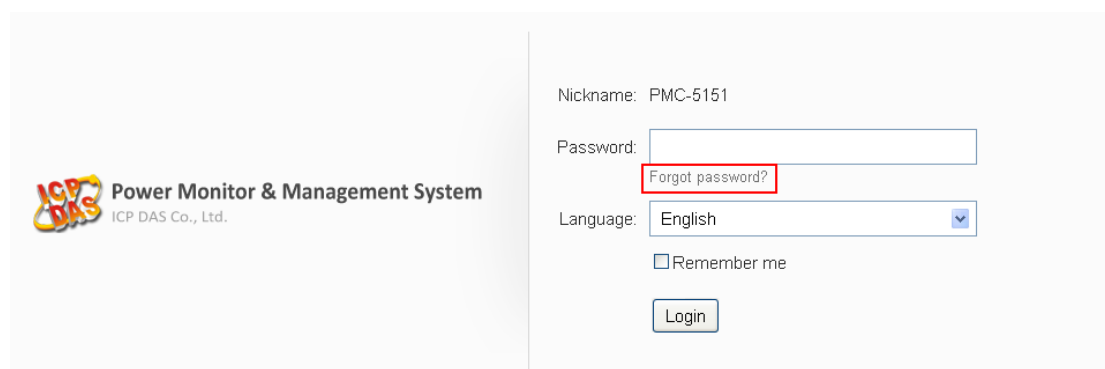 ICP
DAS
Power Monitor & Management System
ICP DAS Co., Ltd.
Nickname: PMC-5151
Password:
Forgot password?
Language: English
Remember me
Login